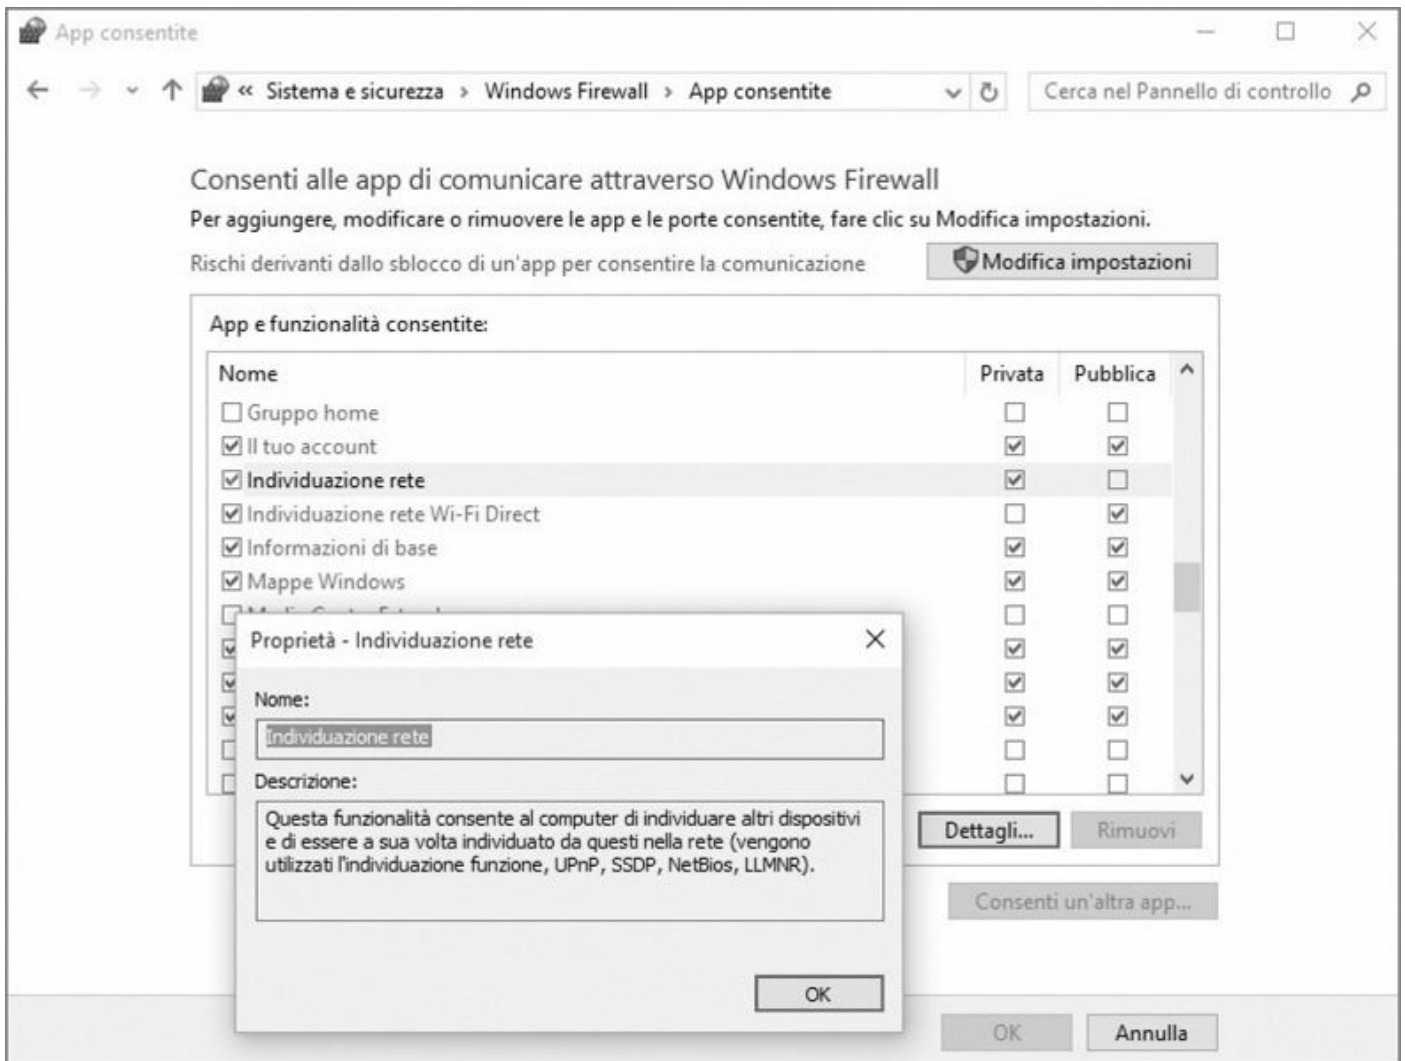 App consentite
« Sistema e sicurezza › Windows Firewall › App consentite
Cerca nel Pannello di controllo
Consenti alle app di comunicare attraverso Windows Firewall
Per aggiungere, modificare o rimuovere le app e le porte consentite, fare clic su Modifica impostazioni.
Rischi derivanti dallo sblocco di un'app per consentire la comunicazione
Modifica impostazioni
App e funzionalità consentite:
Nome Privata Pubblica
Gruppo home
Il tuo account
Individuazione rete
Individuazione rete Wi-Fi Direct
Informazioni di base
Mappe Windows
Proprietà - Individuazione rete
Nome:
Individuazione rete
Descrizione:
Questa funzionalità consente al computer di individuare altri dispositivi
e di essere a sua volta individuato da questi nella rete (vengono
utilizzati l'individuazione funzione, UPnP, SSDP, NetBios, LLMNR).
OK
Dettagli... Rimuovi
Consenti un'altra app...
OK Annulla